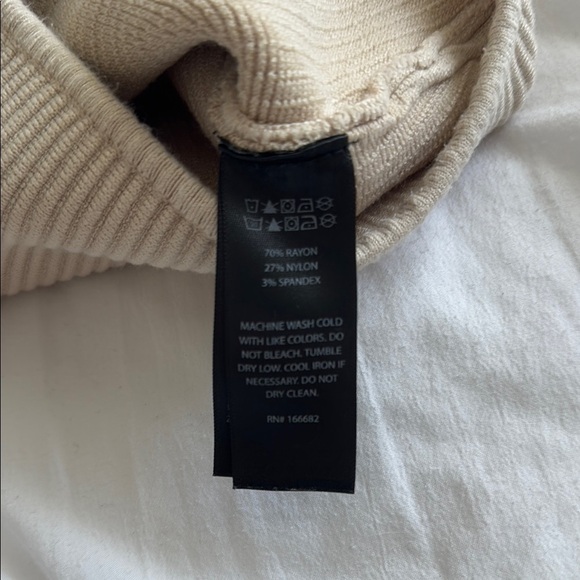 70% RAYON
27% NYLON
3% SPANDEX
MACHINE WASH COLD
WITH LIKE COLORS. DO
NOT BLEACH. TUMBLE
DRY LOW. COOL IRON IF
NECESSARY. DO NOT
DRY CLEAN.
RN# 166682